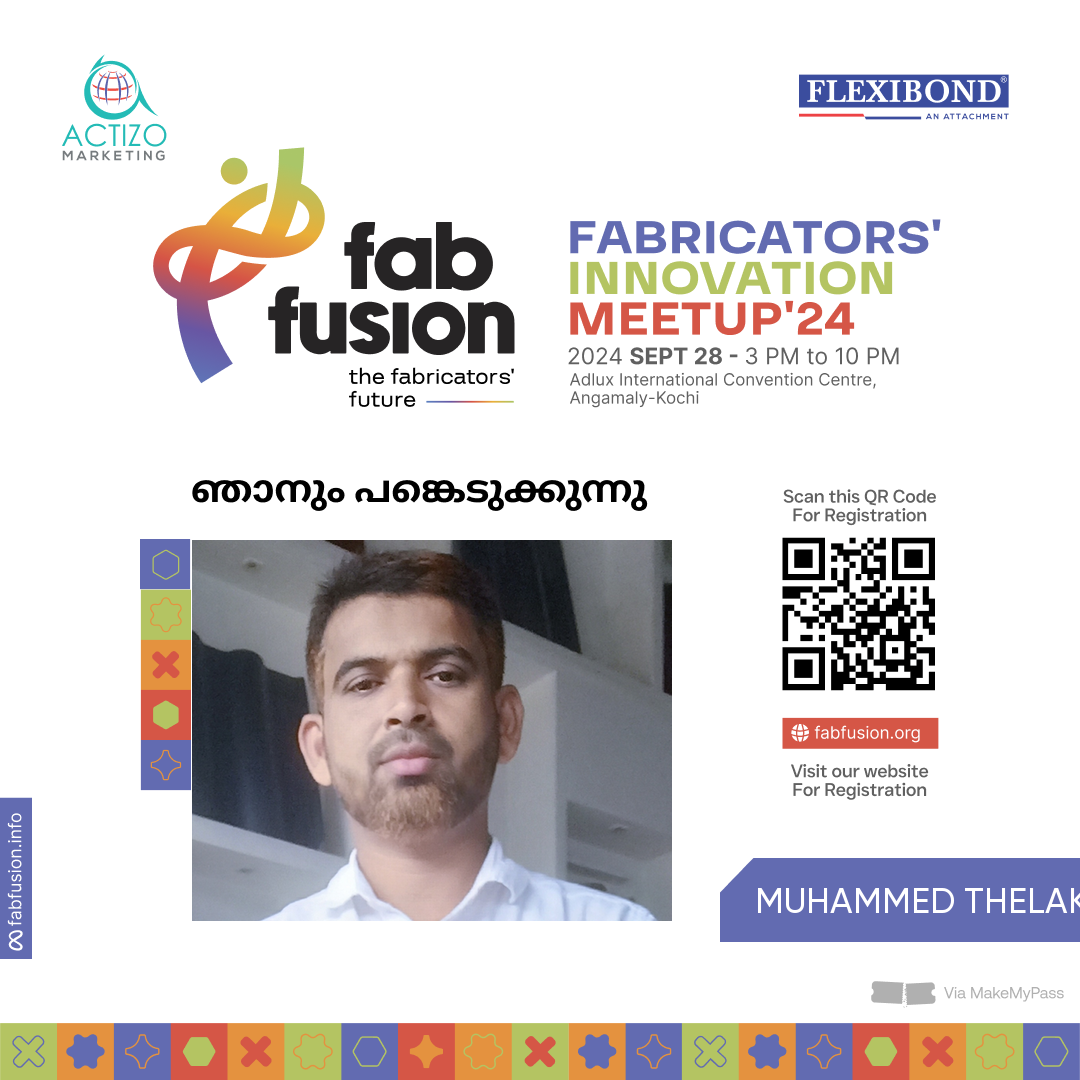 ACTIZO
MARKETING
FLEXIBOND®
AN ATTACHMENT
fab
fusion
the fabricators'
future
FABRICATORS'
INNOVATION
MEETUP'24
2024 SEPT 28 - 3 PM to 10 PM
Adlux International Convention Centre,
Angamaly-Kochi
ഞാനും പങ്കെടുക്കുന്നു
Scan this QR Code
For Registration
fabfusion.org
Visit our website
For Registration
fabfusion.info
MUHAMMED THELAK
Via MakeMyPass